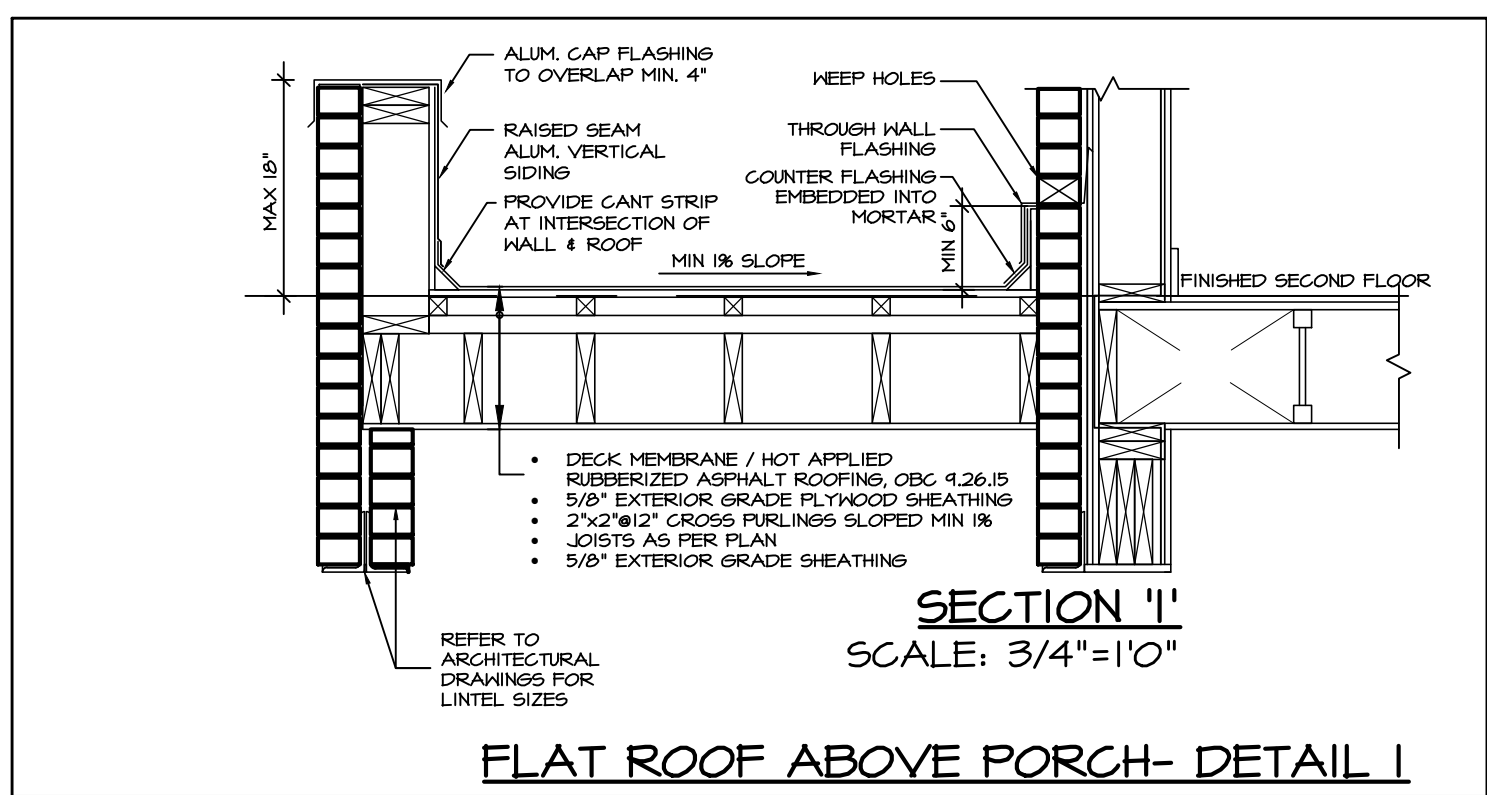 ALUM. CAP FLASHING
TO OVERLAP MIN. 4"
RAISED SEAM
ALUM. VERTICAL
SIDING
PROVIDE CANT STRIP
AT INTERSECTION OF
WALL & ROOF
MAX 18"
WEEP HOLES
THROUGH WALL
FLASHING
COUNTER FLASHING
EMBEDDED INTO
MORTAR
MIN 6"
MIN 1% SLOPE
FINISHED SECOND FLOOR
• DECK MEMBRANE / HOT APPLIED
RUBBERIZED ASPHALT ROOFING, OBC 9.26.15
• 5/8" EXTERIOR GRADE PLYWOOD SHEATHING
• 2"x2"@12" CROSS PURLINGS SLOPED MIN 1%
• JOISTS AS PER PLAN
• 5/8" EXTERIOR GRADE SHEATHING
REFER TO
ARCHITECTURAL
DRAWINGS FOR
LINTEL SIZES
SECTION '1'
SCALE: 3/4"=1'0"
FLAT ROOF ABOVE PORCH- DETAIL 1